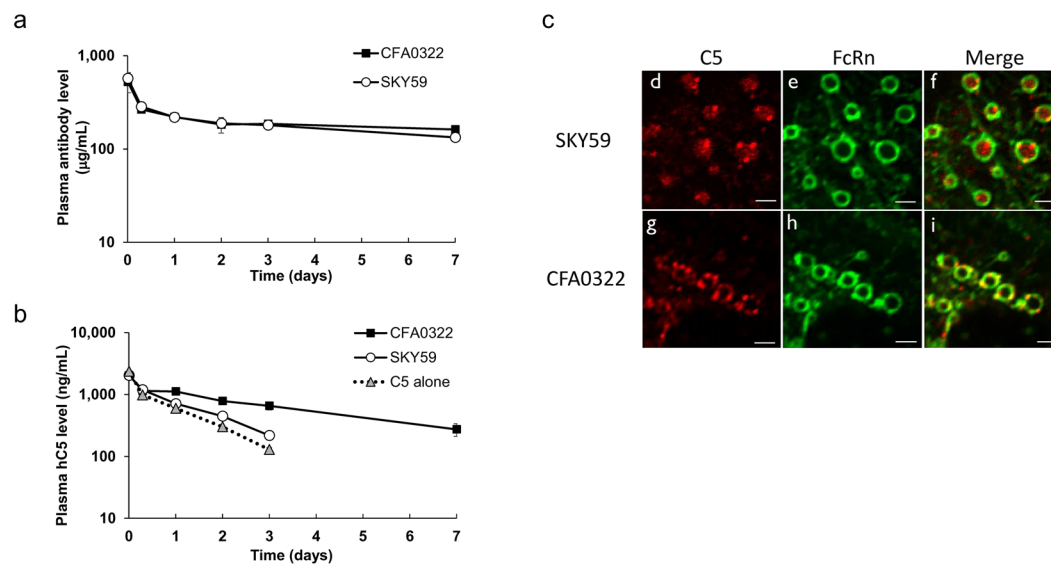 a
1,000
100
10
Plasma antibody level
(µg/mL)
CFA0322
SKY59
0 1 2 3 4 5 6 7
Time (days)
b
10,000
1,000
100
10
Plasma hC5 level (ng/mL)
CFA0322
SKY59
C5 alone
0 1 2 3 4 5 6 7
Time (days)
c
C5 FcRn Merge
SKY59
d e f
CFA0322
g h i